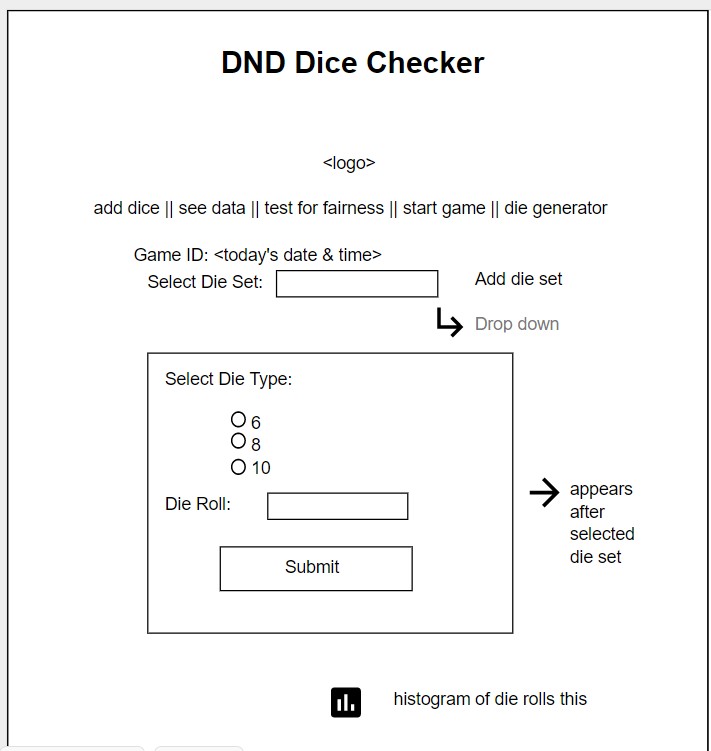 DND Dice Checker
<logo>
add dice || see data || test for fairness || start game || die generator
Game ID: <today's date & time>
Select Die Set:
Add die set
Drop down
Select Die Type:
6
8
10
Die Roll:
Submit
appears
after
selected
die set
histogram of die rolls this